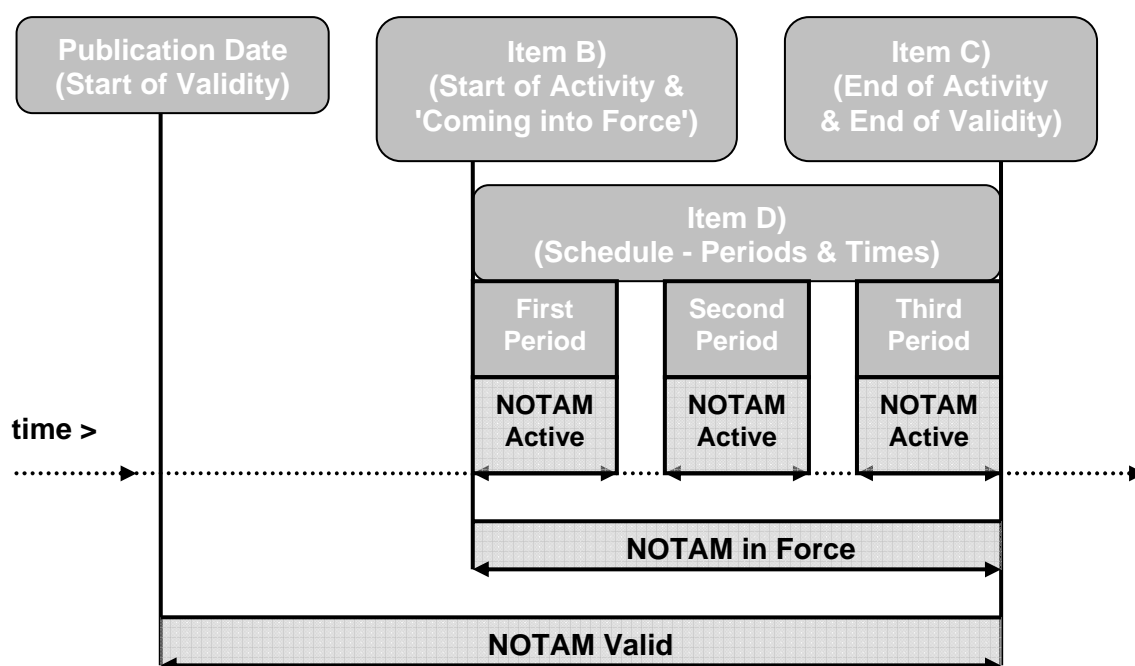 Publication Date
(Start of Validity)
Item B)
(Start of Activity &
'Coming into Force')
Item C)
(End of Activity
& End of Validity)
Item D)
(Schedule - Periods & Times)
First
Period
Second
Period
Third
Period
NOTAM
Active
NOTAM
Active
NOTAM
Active
time >
NOTAM in Force
NOTAM Valid